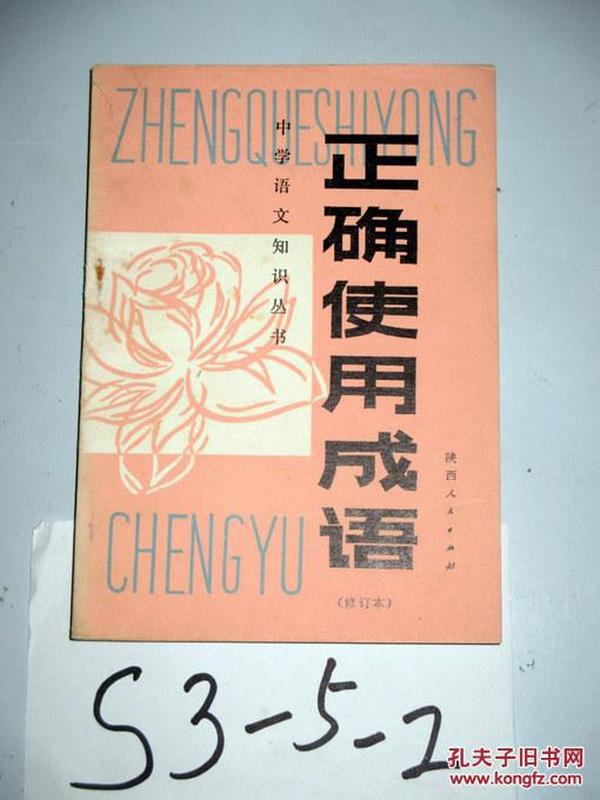 ZHENGQUESHIYONG
中学语文知识丛书
正确使用成语
陕西人民出版社
CHENGYU
(修订本)
S3-5-2
孔夫子旧书网
www.kongfz.com